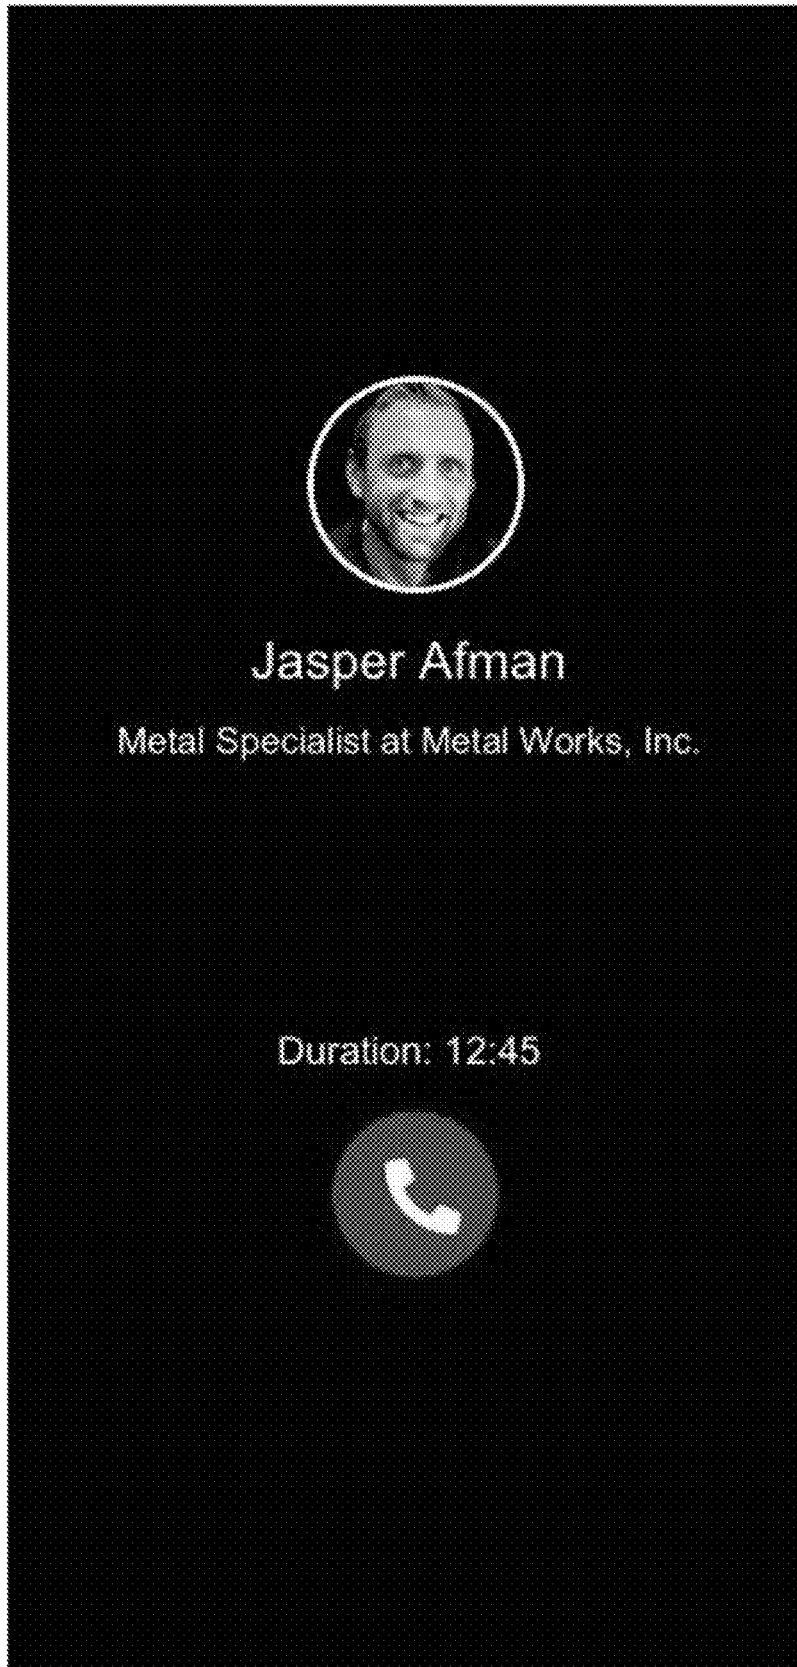 Jasper Afman
Metal Specialist at Metal Works, Inc.
Duration: 12:45